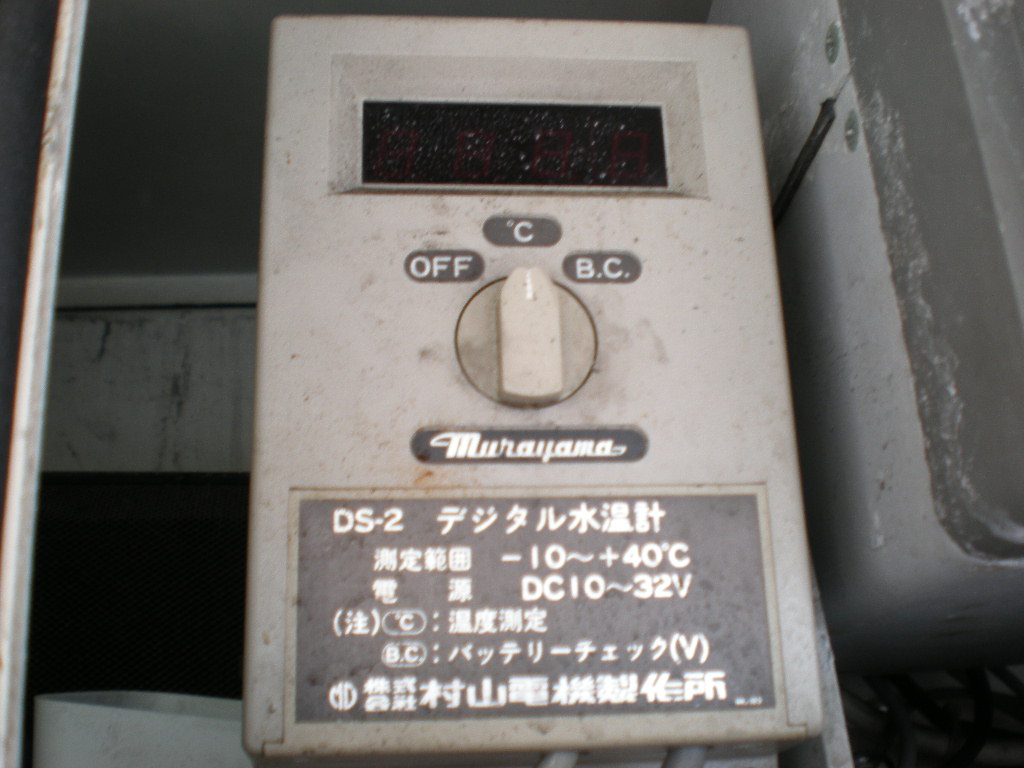 ℃
OFF B.C.
Murayama
DS-2 デジタル水温計
測定範囲 -10～+40℃
電 源 DC10～32V
(注)℃:温度測定
B.C.:バッテリーチェック(V)
株式会社村山電機製作所